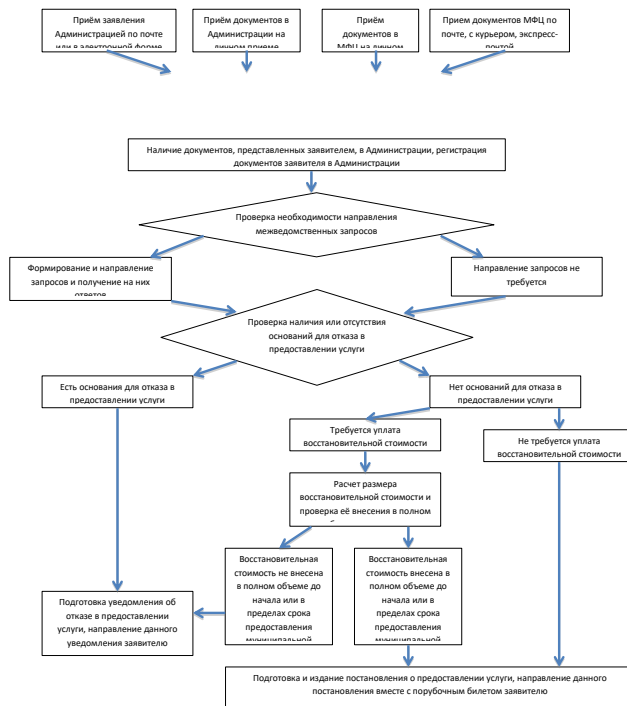 Приём заявления
Администрацией по почте
или в электронной форме
Приём документов в
Администрации на
личном приеме
Приём
документов в
МФЦ на личном
Прием документов МФЦ по
почте, с курьером, экспресс-
почтой
Наличие документов, представленных заявителем, в Администрации, регистрация
документов заявителя в Администрации
Проверка необходимости направления
межведомственных запросов
Формирование и направление
запросов и получение на них
ответов
Направление запросов не
требуется
Проверка наличия или отсутствия
оснований для отказа в
предоставлении услуги
Есть основания для отказа в
предоставлении услуги
Нет оснований для отказа в
предоставлении услуги
Требуется уплата
восстановительной стоимости
Не требуется уплата
восстановительной стоимости
Расчет размера
восстановительной стоимости и
проверка её внесения в полном
Восстановительная
стоимость не внесена
в полном объеме до
начала или в
пределах срока
предоставления
муниципальной
Восстановительная
стоимость внесена в
полном объеме до
начала или в
пределах срока
предоставления
муниципальной
Подготовка уведомления об
отказе в предоставлении
услуги, направление данного
уведомления заявителю
Подготовка и издание постановления о предоставлении услуги, направление данного
постановления вместе с порубочным билетом заявителю